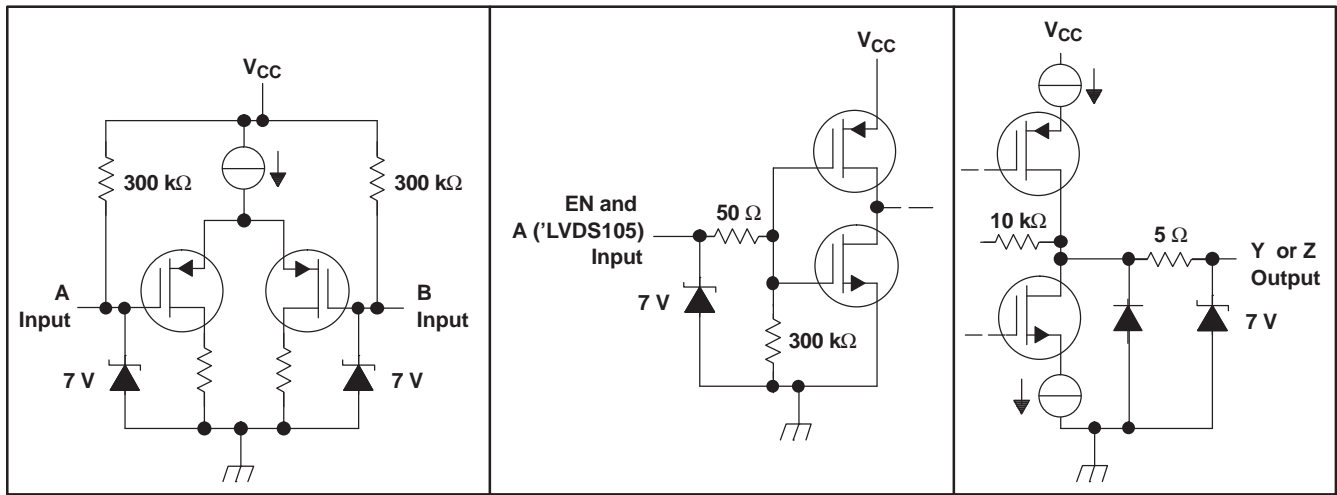 VCC
300 kΩ
300 kΩ
A
Input
B
Input
7 V
7 V
VCC
EN and
A ('LVDS105)
Input
50 Ω
7 V
300 kΩ
VCC
10 kΩ
5 Ω
Y or Z
Output
7 V